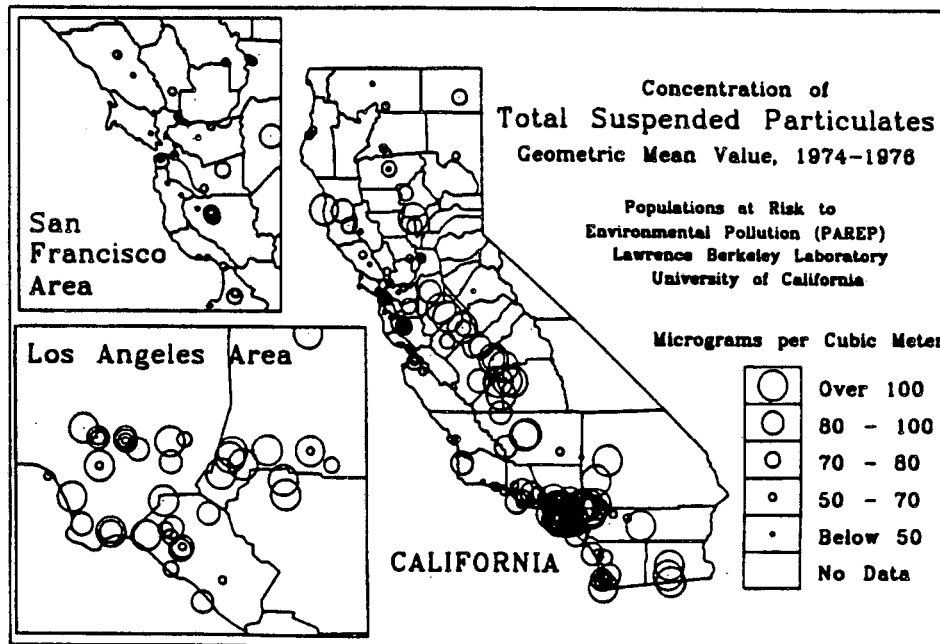 San
Francisco
Area
Los Angeles Area
CALIFORNIA
Concentration of
Total Suspended Particulates
Geometric Mean Value, 1974-1976
Populations at Risk to
Environmental Pollution (PAREP)
Lawrence Berkeley Laboratory
University of California
Micrograms per Cubic Meter
Over 100
80 - 100
70 - 80
50 - 70
Below 50
No Data